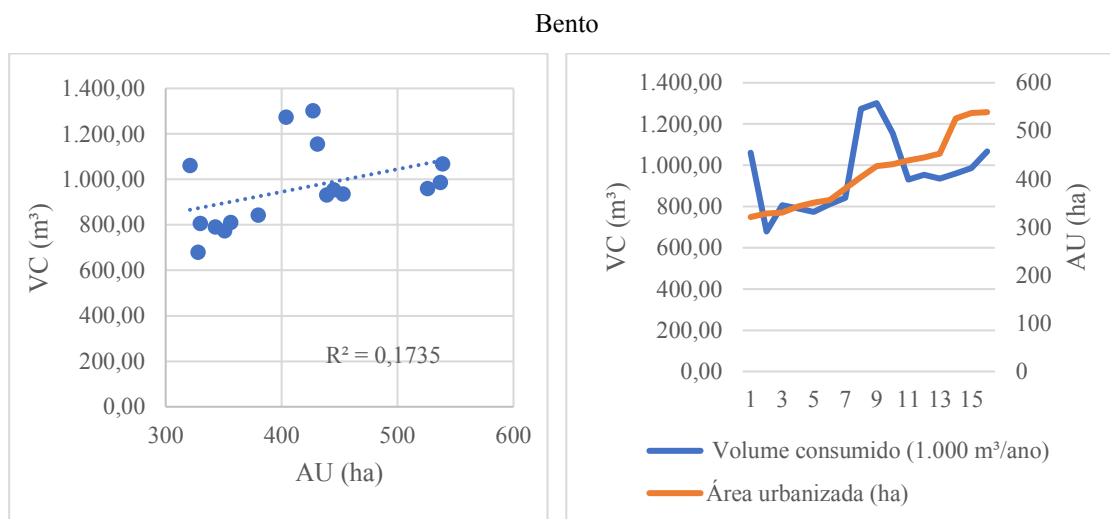 Bento
1.400,00
1.200,00
1.000,00
800,00
600,00
400,00
200,00
0,00
VC (m³)
R² = 0,1735
300 400 500 600
AU (ha)
1.400,00
1.200,00
1.000,00
800,00
600,00
400,00
200,00
0,00
VC (m³)
600
500
400
300
200
100
0
AU (ha)
1 3 5 7 9 11 13 15
Volume consumido (1.000 m³/ano)
Área urbanizada (ha)